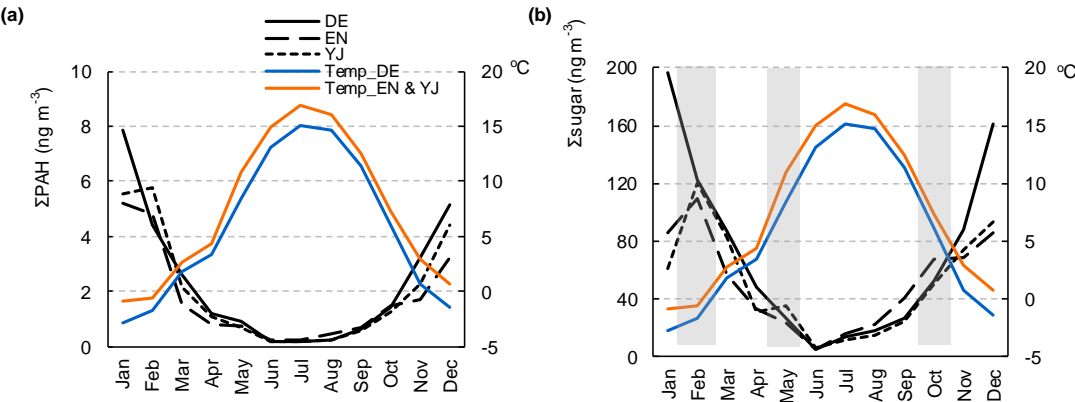 (a)
DE
EN
YJ
Temp_DE
Temp_EN & YJ
ΣPAH (ng m⁻³)
10
8
6
4
2
0
20
15
10
5
0
-5
ºC
Jan
Feb
Mar
Apr
May
Jun
Jul
Aug
Sep
Oct
Nov
Dec
(b)
Σsugar (ng m⁻³)
200
160
120
80
40
0
20
15
10
5
0
-5
ºC
Jan
Feb
Mar
Apr
May
Jun
Jul
Aug
Sep
Oct
Nov
Dec